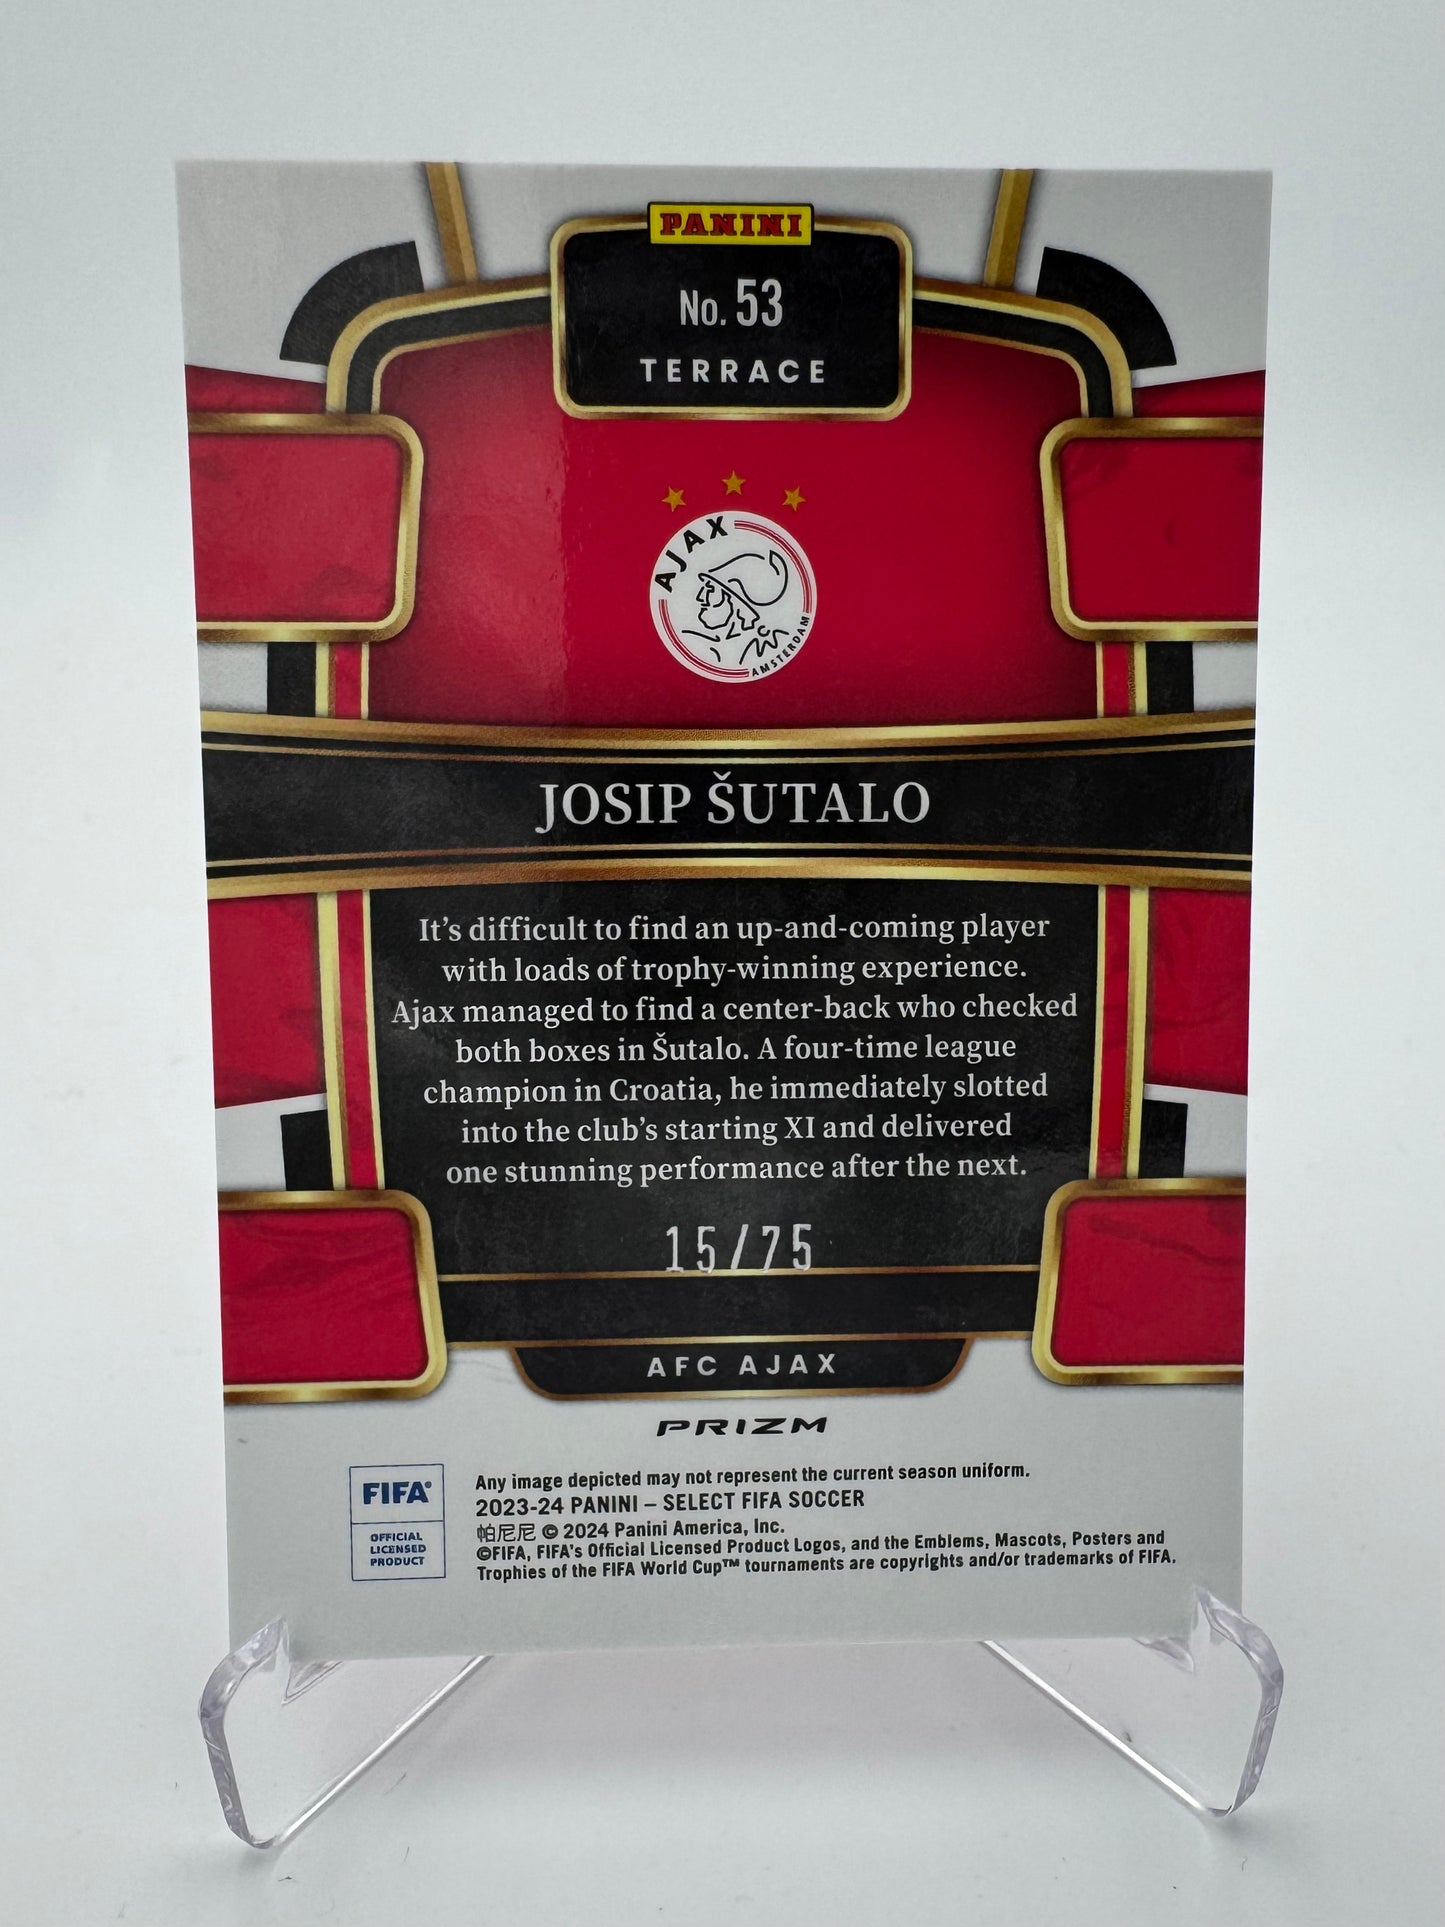 PANINI
No. 53
TERRACE
AJAX
AMSTERDAM
JOSIP ŠUTALO
It's difficult to find an up-and-coming player
with loads of trophy-winning experience.
Ajax managed to find a center-back who checked
both boxes in Šutalo. A four-time league
champion in Croatia, he immediately slotted
into the club's starting XI and delivered
one stunning performance after the next.
15/75
AFC AJAX
PRIZM
FIFA®
OFFICIAL
LICENSED
PRODUCT
Any image depicted may not represent the current season uniform.
2023-24 PANINI – SELECT FIFA SOCCER
帕尼尼 © 2024 Panini America, Inc.
©FIFA, FIFA's Official Licensed Product Logos, and the Emblems, Mascots, Posters and
Trophies of the FIFA World Cup™ tournaments are copyrights and/or trademarks of FIFA.